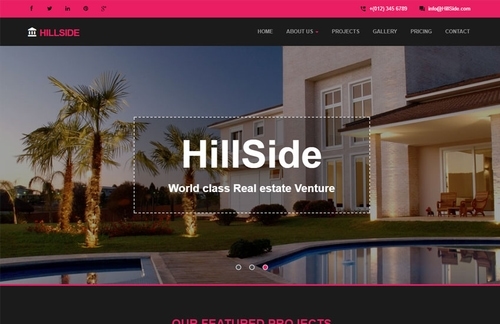 +(012) 345 6789
Info@HillSide.com
HILLSIDE
HOME ABOUT US PROJECTS GALLERY PRICING CONTACT
HillSide
World class Real estate Venture
OUR FEATURED PROJECTS